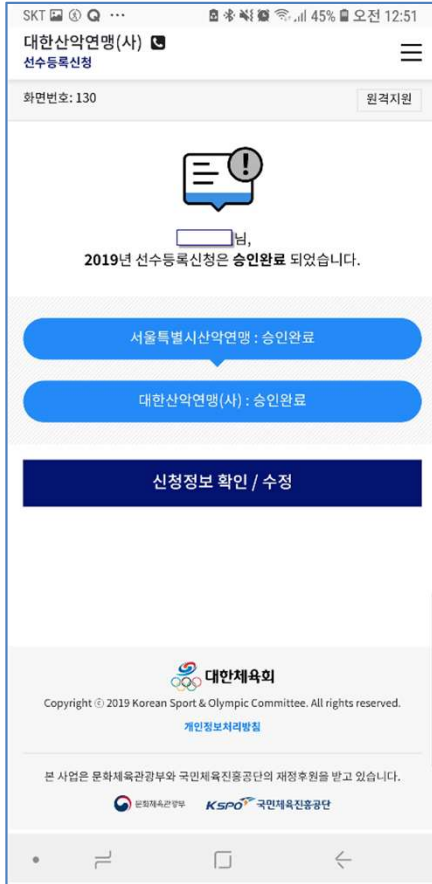 SKT ... 45% 오전 12:51
대한산악연맹(사)
선수등록신청
화면번호: 130
원격지원
님,
2019년 선수등록신청은 승인완료 되었습니다.
서울특별시산악연맹 : 승인완료
대한산악연맹(사) : 승인완료
신청정보 확인 / 수정
대한체육회
Copyright ⓒ 2019 Korean Sport & Olympic Committee. All rights reserved.
개인정보처리방침
본 사업은 문화체육관광부와 국민체육진흥공단의 재정후원을 받고 있습니다.
문화체육관광부 KSPO 국민체육진흥공단